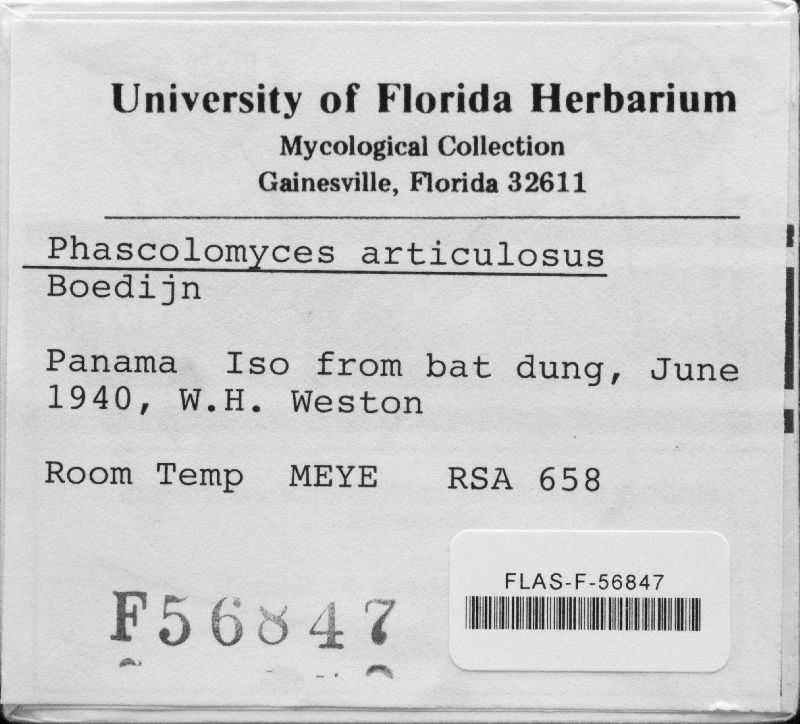 University of Florida Herbarium
Mycological Collection
Gainesville, Florida 32611
Phascolomyces articulosus
Boedijn
Panama Iso from bat dung, June
1940, W.H. Weston
Room Temp MEYE RSA 658
FLAS-F-56847
F56847